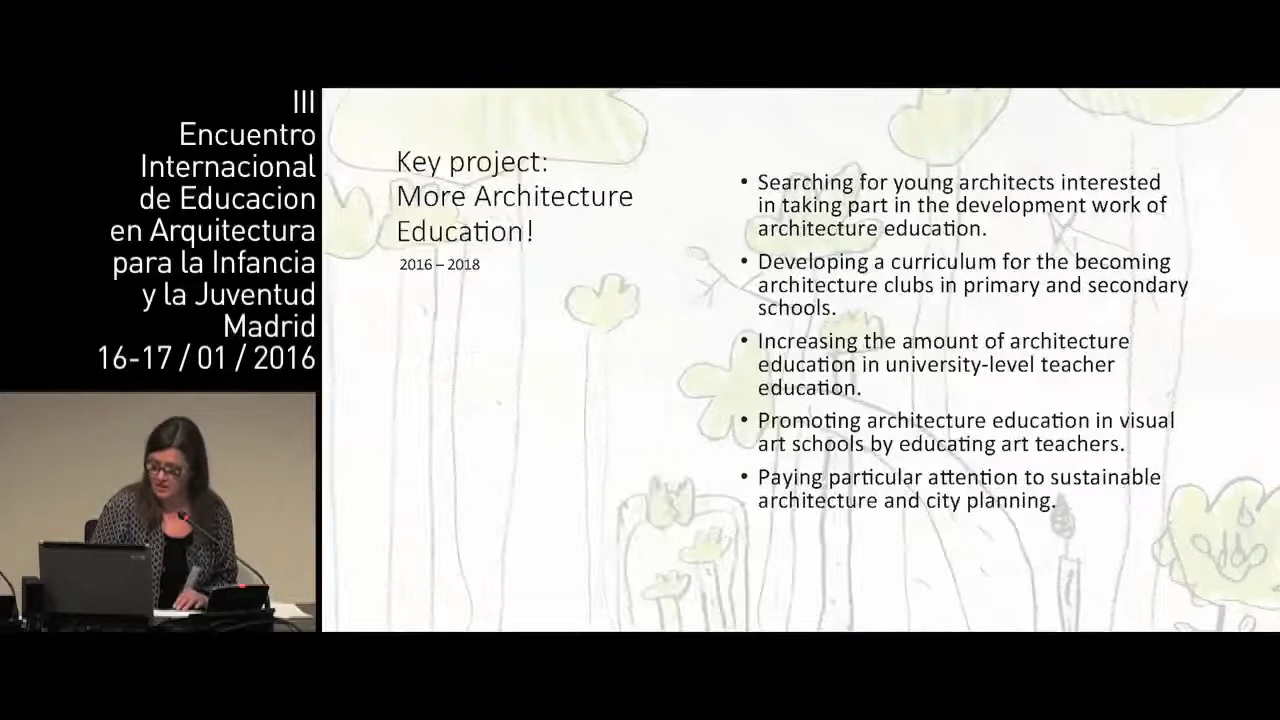 III
Encuentro
Internacional
de Educacion
en Arquitectura
para la Infancia
y la Juventud
Madrid
16-17 / 01 / 2016
Key project:
More Architecture
Education!
2016 – 2018
• Searching for young architects interested
in taking part in the development work of
architecture education.
• Developing a curriculum for the becoming
architecture clubs in primary and secondary
schools.
• Increasing the amount of architecture
education in university-level teacher
education.
• Promoting architecture education in visual
art schools by educating art teachers.
• Paying particular attention to sustainable
architecture and city planning.